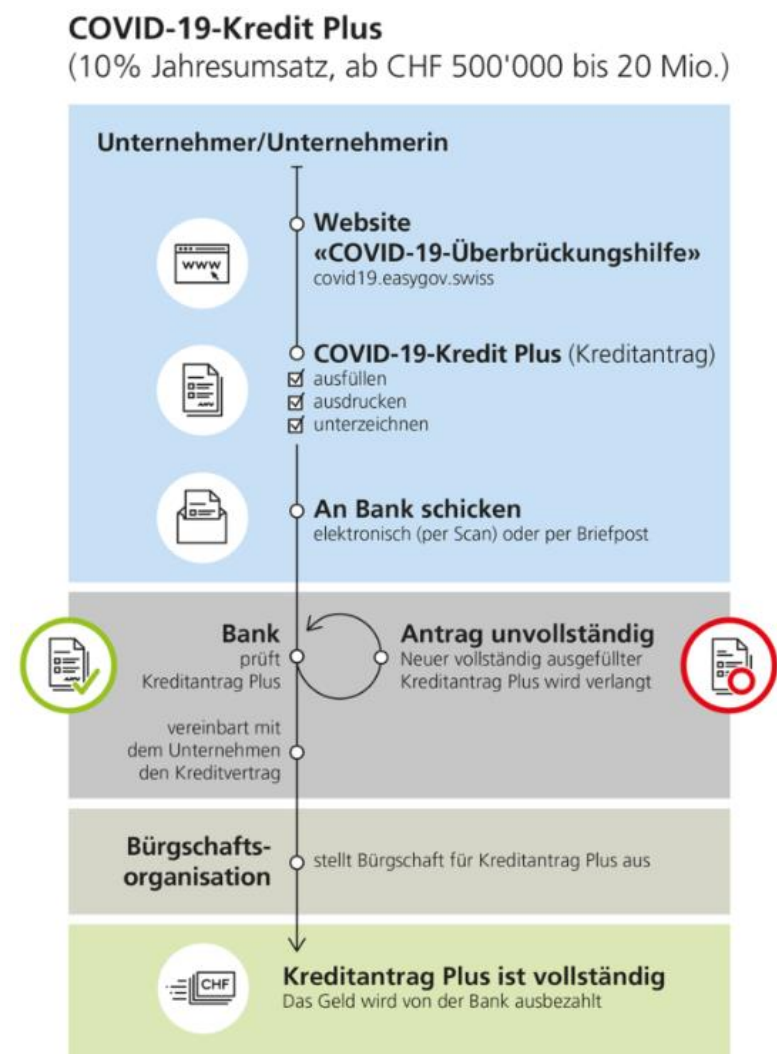 COVID-19-Kredit Plus
(10% Jahresumsatz, ab CHF 500'000 bis 20 Mio.)
Unternehmer/Unternehmerin
www
Website
«COVID-19-Überbrückungshilfe»
covid19.easygov.swiss
COVID-19-Kredit Plus (Kreditantrag)
ausfüllen
ausdrucken
unterzeichnen
An Bank schicken
elektronisch (per Scan) oder per Briefpost
Bank
prüft
Kreditantrag Plus
Antrag unvollständig
Neuer vollständig ausgefüllter
Kreditantrag Plus wird verlangt
vereinbart mit
dem Unternehmen
den Kreditvertrag
Bürgschafts-
organisation
stellt Bürgschaft für Kreditantrag Plus aus
CHF
Kreditantrag Plus ist vollständig
Das Geld wird von der Bank ausbezahlt